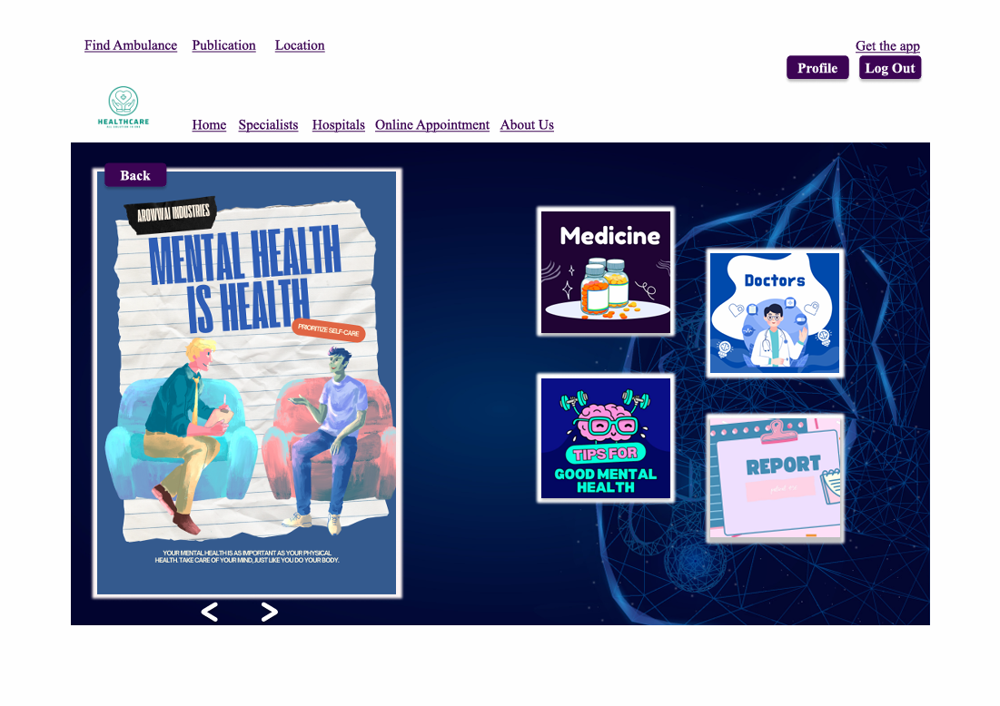 Find Ambulance Publication Location
Get the app
Profile Log Out
HEALTHCARE
Home Specialists Hospitals Online Appointment About Us
Back
AROWWAI INDUSTRIES
MENTAL HEALTH
IS HEALTH
PRIORITIZE SELF-CARE
YOUR MENTAL HEALTH IS AS IMPORTANT AS YOUR PHYSICAL
HEALTH. TAKE CARE OF YOUR MIND, JUST LIKE YOU DO YOUR BODY.
< >
Medicine
Doctors
TIPS FOR
GOOD MENTAL
HEALTH
REPORT